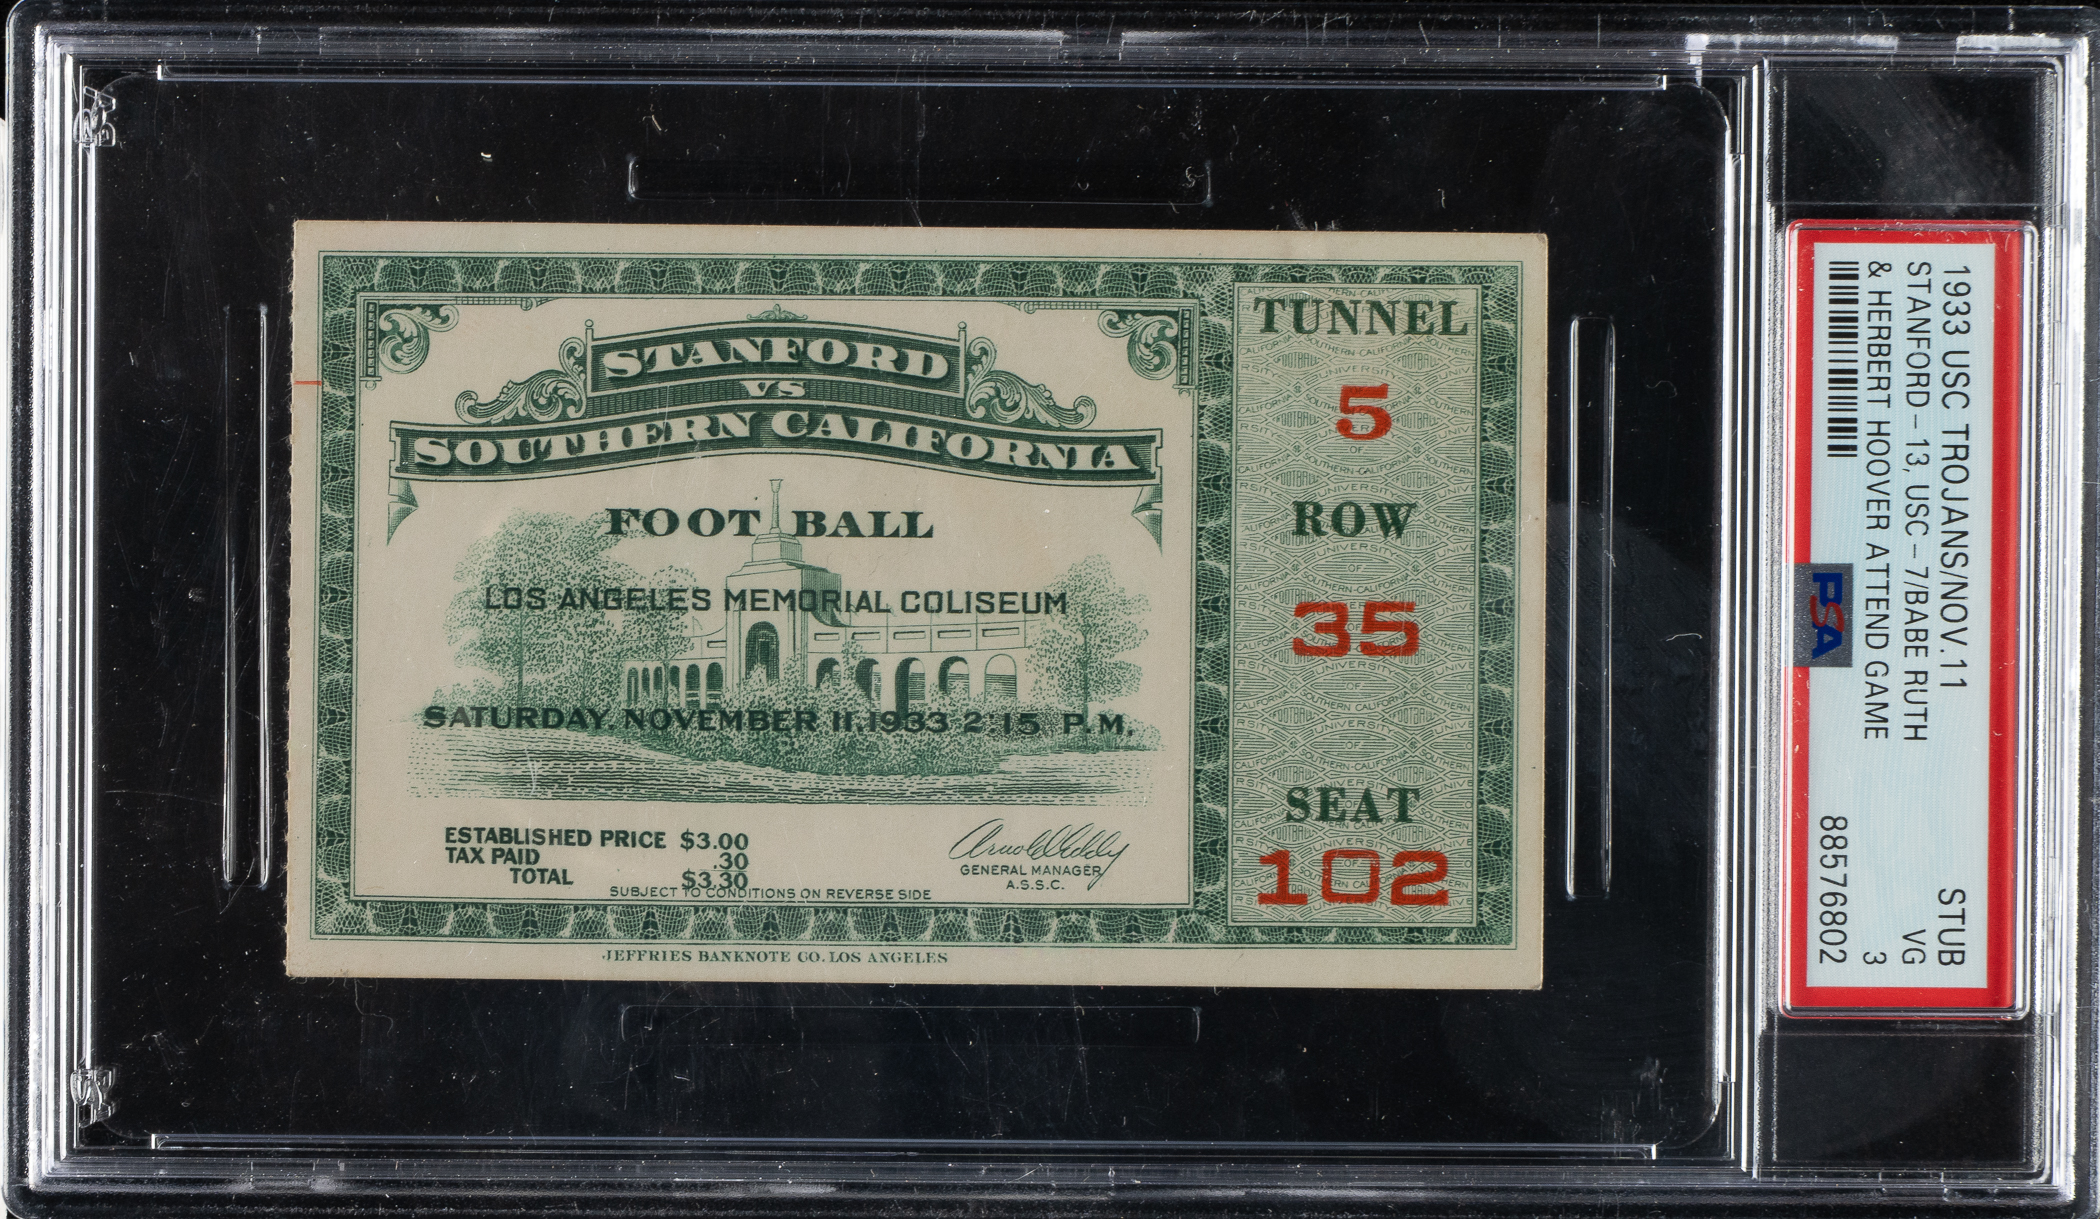 STANFORD
VS
SOUTHERN CALIFORNIA
FOOT BALL
LOS ANGELES MEMORIAL COLISEUM
SATURDAY, NOVEMBER 11, 1933 2:15 P.M.
ESTABLISHED PRICE $3.00
TAX PAID .30
TOTAL $3.30
SUBJECT TO CONDITIONS ON REVERSE SIDE
Arnold Eddy
GENERAL MANAGER
A.S.S.C.
JEFFRIES BANKNOTE CO. LOS ANGELES
TUNNEL
5
ROW
35
SEAT
102
1933 USC TROJANS/NOV.11 STUB
STANFORD-13, USC-7/BABE RUTH VG
& HERBERT HOOVER ATTEND GAME 3
88576802
PSA